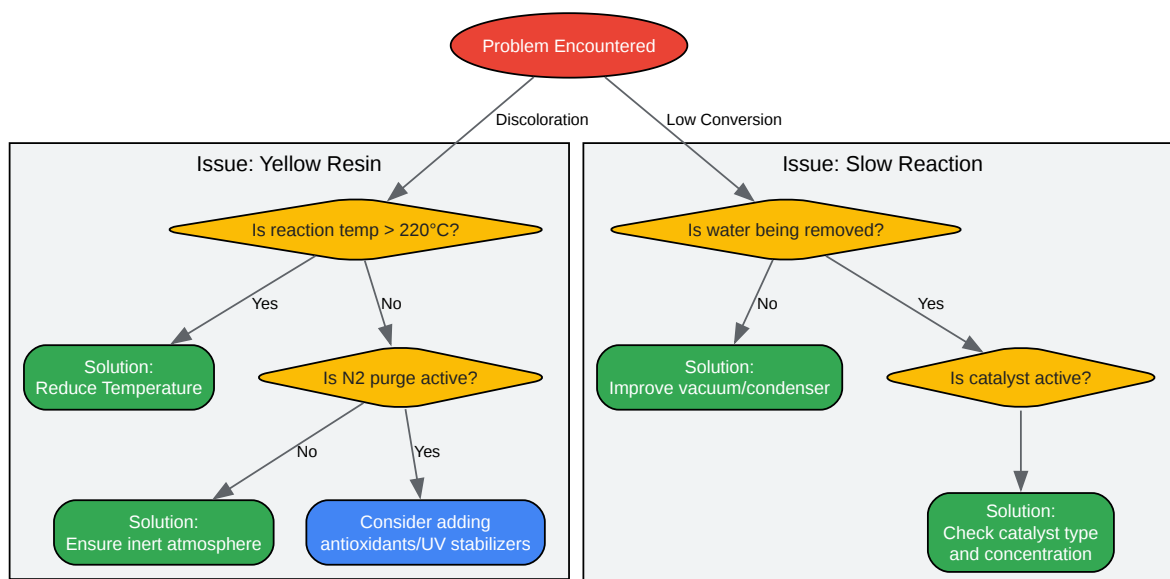 Problem Encountered
Discoloration
Low Conversion
Issue: Yellow Resin
Is reaction temp > 220°C?
Yes
No
Solution:
Reduce Temperature
Is N2 purge active?
No
Yes
Solution:
Ensure inert atmosphere
Consider adding
antioxidants/UV stabilizers
Issue: Slow Reaction
Is water being removed?
No
Yes
Solution:
Improve vacuum/condenser
Is catalyst active?
Solution:
Check catalyst type
and concentration